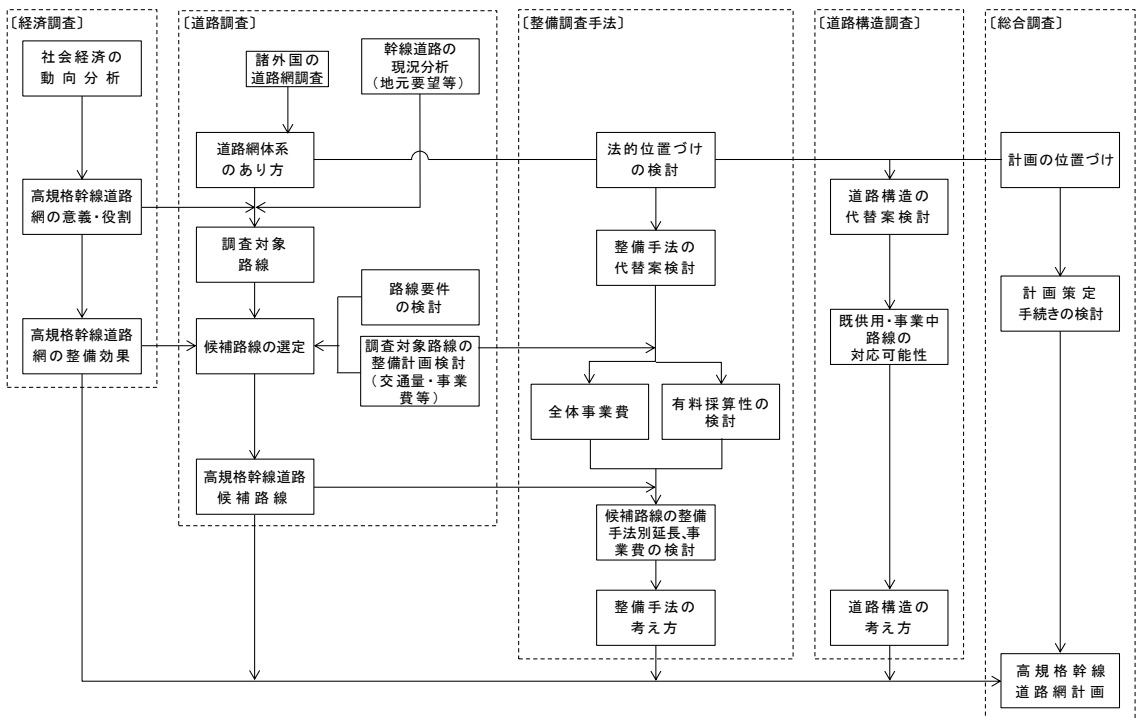 〔経済調査〕
社会経済の
動向分析
高規格幹線道路
網の意義・役割
高規格幹線道路
網の整備効果
〔道路調査〕
諸外国の
道路網調査
幹線道路の
現況分析
（地元要望等）
道路網体系
のあり方
調査対象
路線
路線要件
の検討
候補路線の選定
調査対象路線の
整備計画検討
（交通量・事業
費等）
高規格幹線道路
候補路線
〔整備調査手法〕
法的位置づけ
の検討
整備手法の
代替案検討
全体事業費
有料採算性の
検討
候補路線の整備
手法別延長、事
業費の検討
整備手法の
考え方
〔道路構造調査〕
道路構造の
代替案検討
既供用・事業中
路線の
対応可能性
道路構造の
考え方
〔総合調査〕
計画の位置づけ
計画策定
手続きの検討
高規格幹線
道路網計画